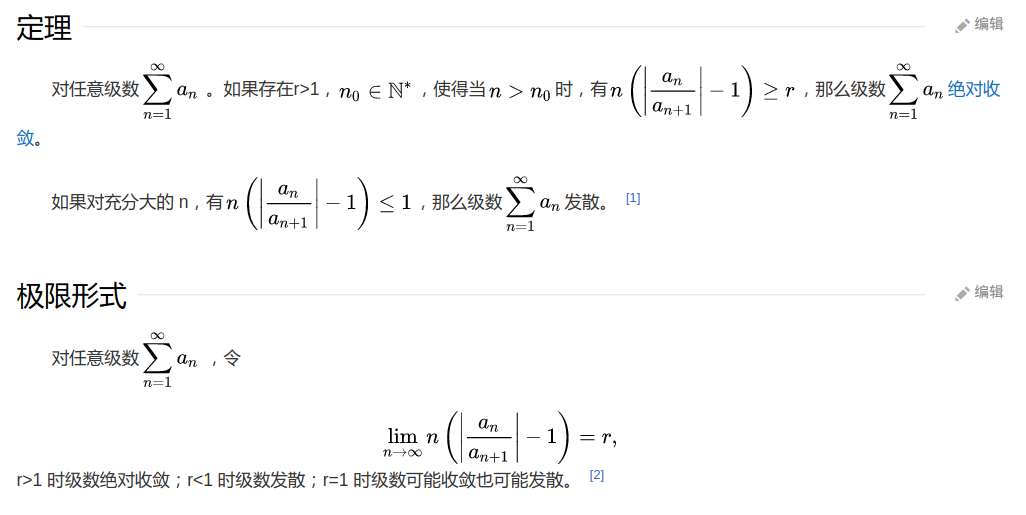 定理 编辑
对任意级数 $\sum_{n=1}^{\infty} a_n$ 。如果存在r>1，$n_0 \in \mathbb{N}^*$，使得当 $n > n_0$ 时，有 $n\left(\left|\frac{a_n}{a_{n+1}}\right| - 1\right) \geq r$，那么级数 $\sum_{n=1}^{\infty} a_n$ 绝对收
敛。
如果对充分大的 n，有 $n\left(\left|\frac{a_n}{a_{n+1}}\right| - 1\right) \leq 1$，那么级数 $\sum_{n=1}^{\infty} a_n$ 发散。 [1]
极限形式 编辑
对任意级数 $\sum_{n=1}^{\infty} a_n$ ，令
$\lim_{n \to \infty} n\left(\left|\frac{a_n}{a_{n+1}}\right| - 1\right) = r,$
r>1 时级数绝对收敛；r<1 时级数发散；r=1 时级数可能收敛也可能发散。 [2]